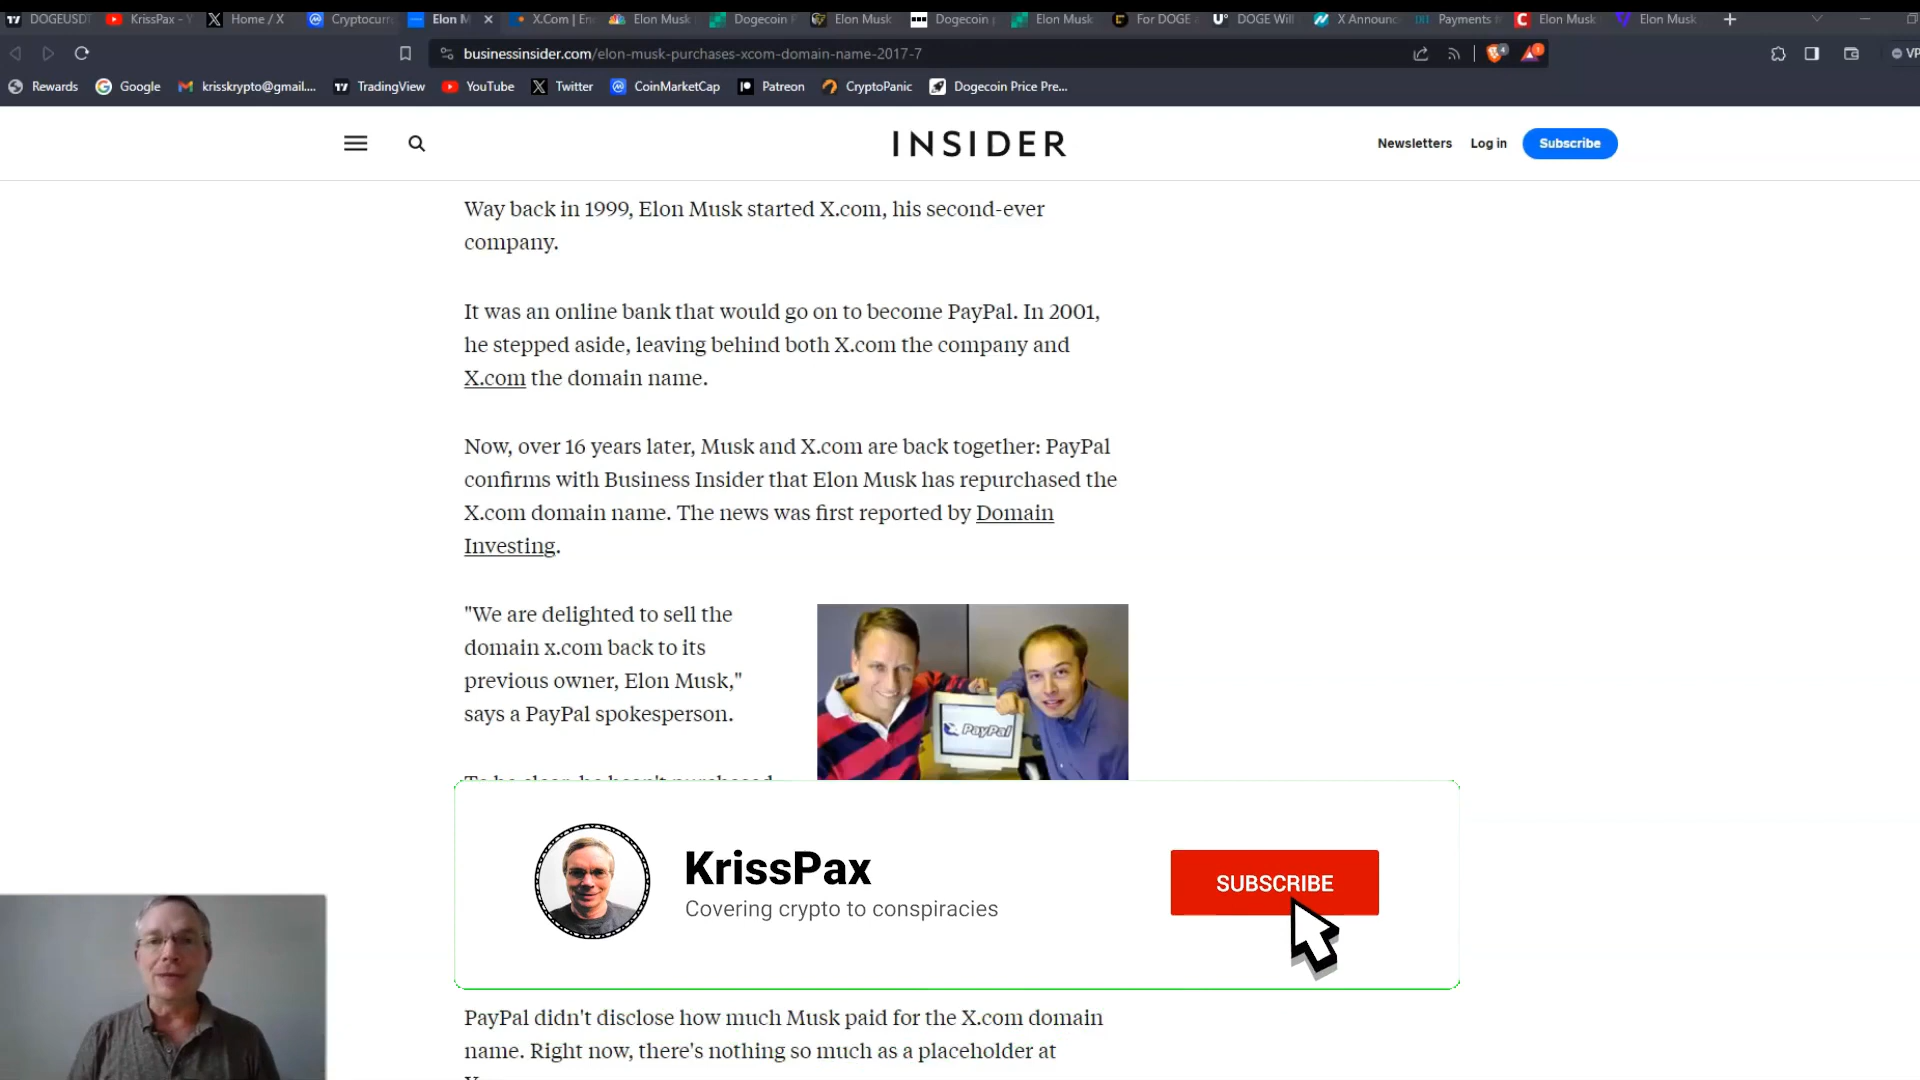 DOGEUSDT
KrissPax - Y
Home / X
Cryptocurr
Elon M
X.Com | En
Elon Musk
Dogecoin P
Elon Musk
Dogecoin p
Elon Musk
For DOGE a
DOGE Will
X Announc
Payments f
Elon Musk
Elon Musk
businessinsider.com/elon-musk-purchases-xcom-domain-name-2017-7
VP
Rewards
Google
krisskrypto@gmail....
TradingView
YouTube
Twitter
CoinMarketCap
Patreon
CryptoPanic
Dogecoin Price Pre...
INSIDER
Newsletters
Log in
Subscribe
Way back in 1999, Elon Musk started X.com, his second-ever
company.
It was an online bank that would go on to become PayPal. In 2001,
he stepped aside, leaving behind both X.com the company and
X.com the domain name.
Now, over 16 years later, Musk and X.com are back together: PayPal
confirms with Business Insider that Elon Musk has repurchased the
X.com domain name. The news was first reported by Domain
Investing.
"We are delighted to sell the
domain x.com back to its
previous owner, Elon Musk,"
says a PayPal spokesperson.
PayPal
KrissPax
Covering crypto to conspiracies
SUBSCRIBE
PayPal didn't disclose how much Musk paid for the X.com domain
name. Right now, there's nothing so much as a placeholder at